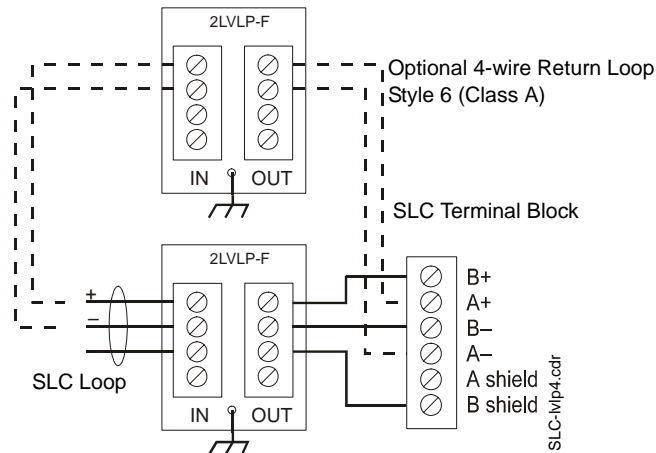 2LVLP-F
IN OUT
Optional 4-wire Return Loop
Style 6 (Class A)
SLC Terminal Block
2LVLP-F
IN OUT
+
–
SLC Loop
B+
A+
B–
A–
A shield
B shield
SLC-lvlp4.cdr